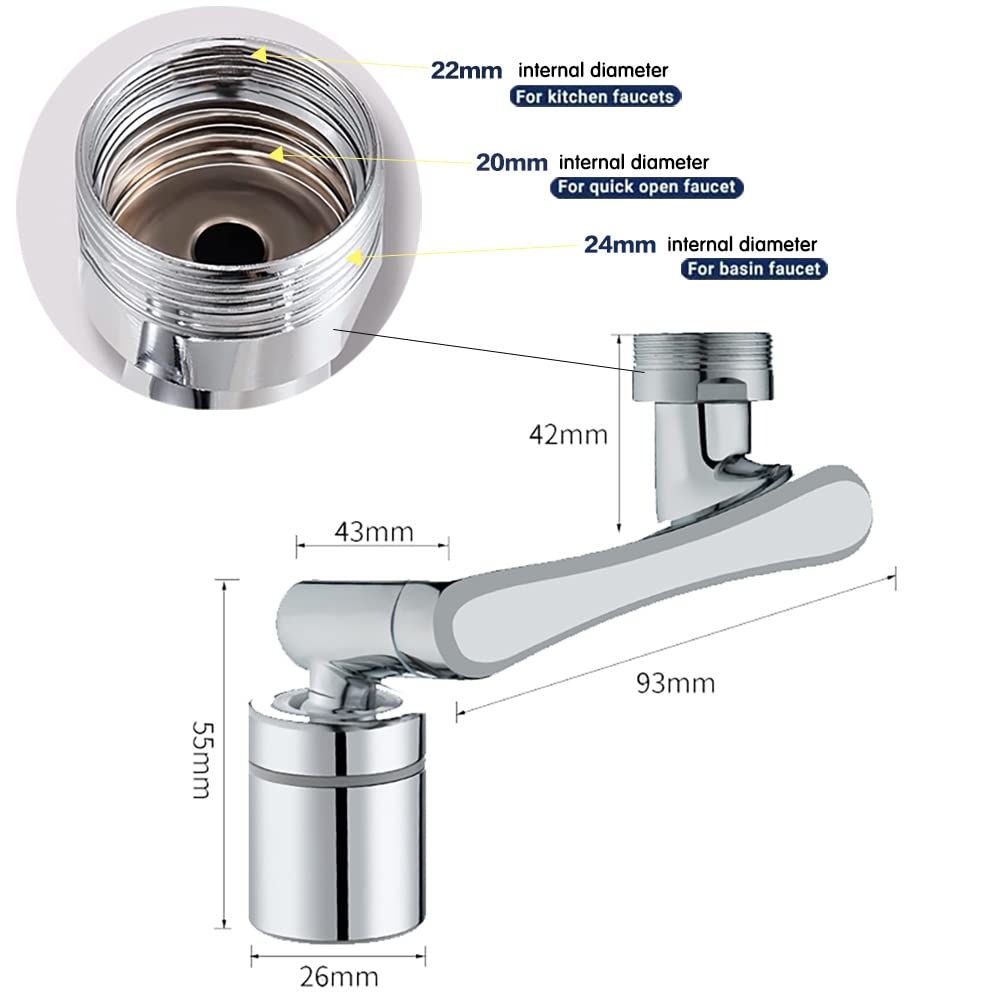 22mm internal diameter
For kitchen faucets
20mm internal diameter
For quick open faucet
24mm internal diameter
For basin faucet
42mm
43mm
93mm
55mm
26mm